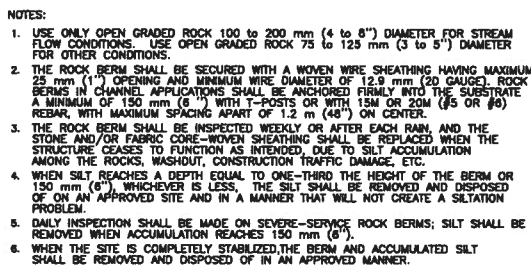 NOTES:
1. USE ONLY OPEN GRADED ROCK 100 to 200 mm (4 to 8") DIAMETER FOR STREAM
FLOW CONDITIONS. USE OPEN GRADED ROCK 75 to 125 mm (3 to 5") DIAMETER
FOR OTHER CONDITIONS.
2. THE ROCK BERM SHALL BE SECURED WITH A WOVEN WIRE SHEATHING HAVING MAXIMUM
25 mm (1") OPENING AND MINIMUM WIRE DIAMETER OF 12.9 mm (20 GAUGE). ROCK
BERMS IN CHANNEL APPLICATIONS SHALL BE ANCHORED FIRMLY INTO THE SUBSTRATE
A MINIMUM OF 150 mm (6 ") WITH T-POSTS OR WITH 15M OR 20M (#5 OR #6)
REBAR, WITH MAXIMUM SPACING APART OF 1.2 m (48") ON CENTER.
3. THE ROCK BERM SHALL BE INSPECTED WEEKLY OR AFTER EACH RAIN, AND THE
STONE AND/OR FABRIC CORE-WOVEN SHEATHING SHALL BE REPLACED WHEN THE
STRUCTURE CEASES TO FUNCTION AS INTENDED, DUE TO SILT ACCUMULATION
AMONG THE ROCKS, WASHOUT, CONSTRUCTION TRAFFIC DAMAGE, ETC.
4. WHEN SILT REACHES A DEPTH EQUAL TO ONE-THIRD THE HEIGHT OF THE BERM OR
150 mm (6"), WHICHEVER IS LESS, THE SILT SHALL BE REMOVED AND DISPOSED
OF ON AN APPROVED SITE AND IN A MANNER THAT WILL NOT CREATE A SILTATION
PROBLEM.
5. DAILY INSPECTION SHALL BE MADE ON SEVERE-SERVICE ROCK BERMS; SILT SHALL BE
REMOVED WHEN ACCUMULATION REACHES 150 mm (6").
6. WHEN THE SITE IS COMPLETELY STABILIZED,THE BERM AND ACCUMULATED SILT
SHALL BE REMOVED AND DISPOSED OF IN AN APPROVED MANNER.